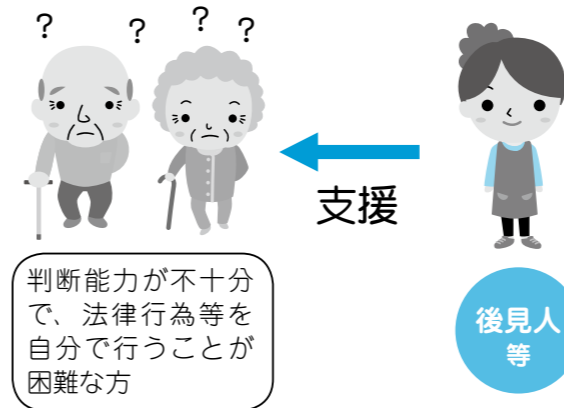 ? ? ? ?
支援
判断能力が不十分
で、法律行為等を
自分で行うことが
困難な方
後見人
等